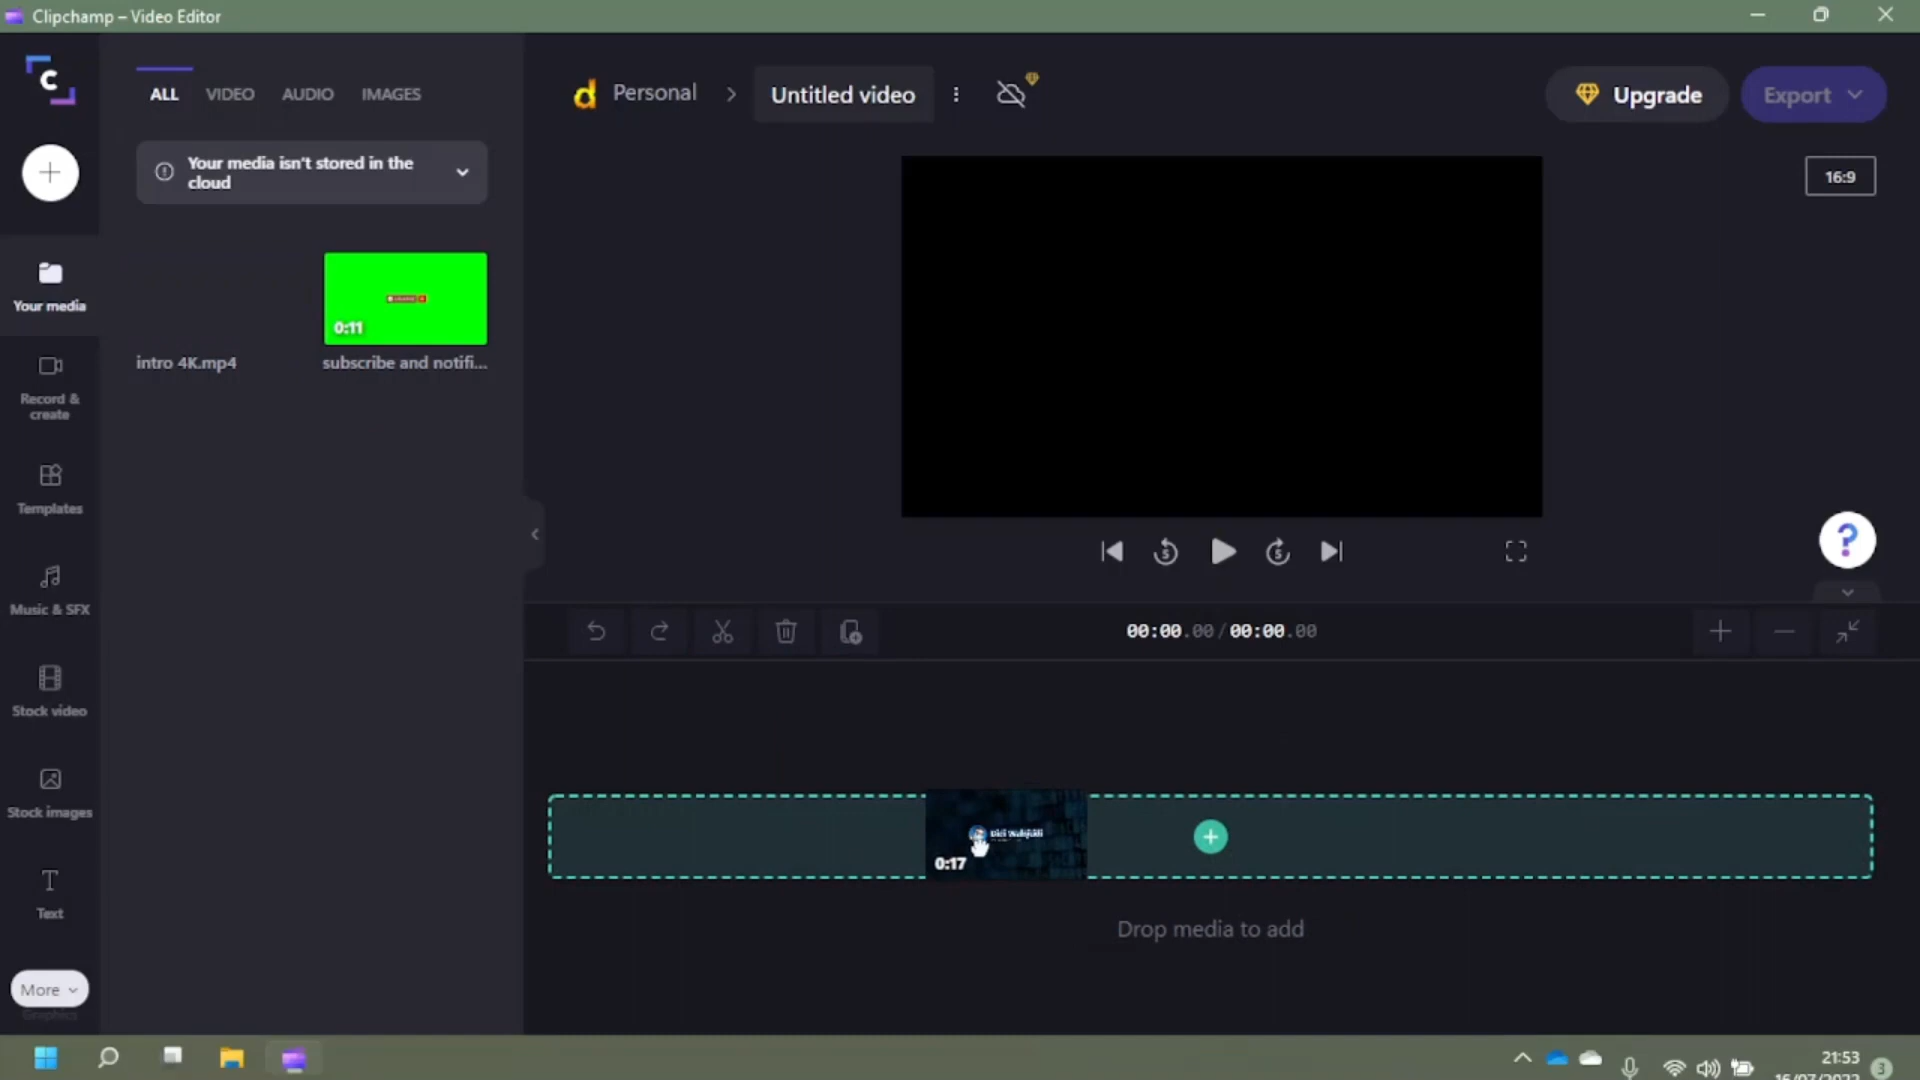 Clipchamp – Video Editor
ALL VIDEO AUDIO IMAGES
Personal > Untitled video
Upgrade
Export
Your media isn't stored in the
cloud
16:9
0:11
Your media
intro 4K.mp4 subscribe and notifi...
Record &
create
Templates
Music & SFX
00:00.00/00:00.00
Stock video
Stock images
0:17
Text
Drop media to add
More
Graphics
21:53
3